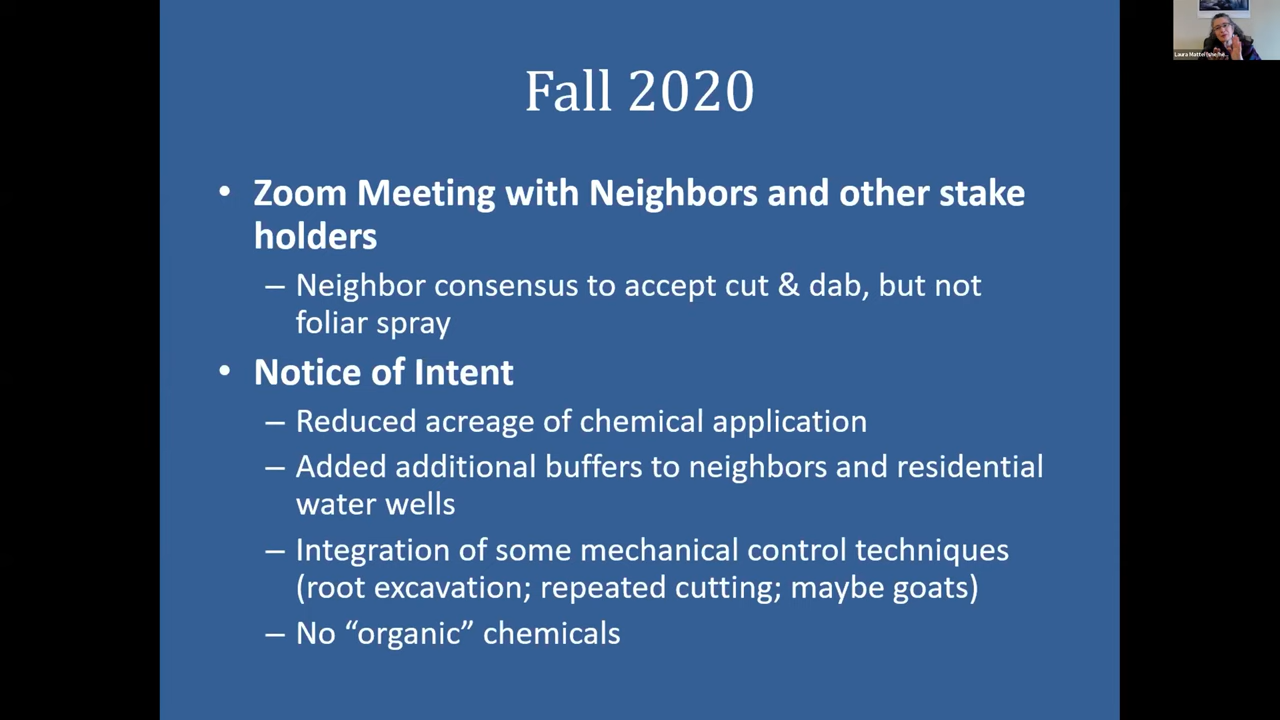 Fall 2020
• Zoom Meeting with Neighbors and other stake
holders
– Neighbor consensus to accept cut & dab, but not
foliar spray
• Notice of Intent
– Reduced acreage of chemical application
– Added additional buffers to neighbors and residential
water wells
– Integration of some mechanical control techniques
(root excavation; repeated cutting; maybe goats)
– No “organic” chemicals
Laura Mattei